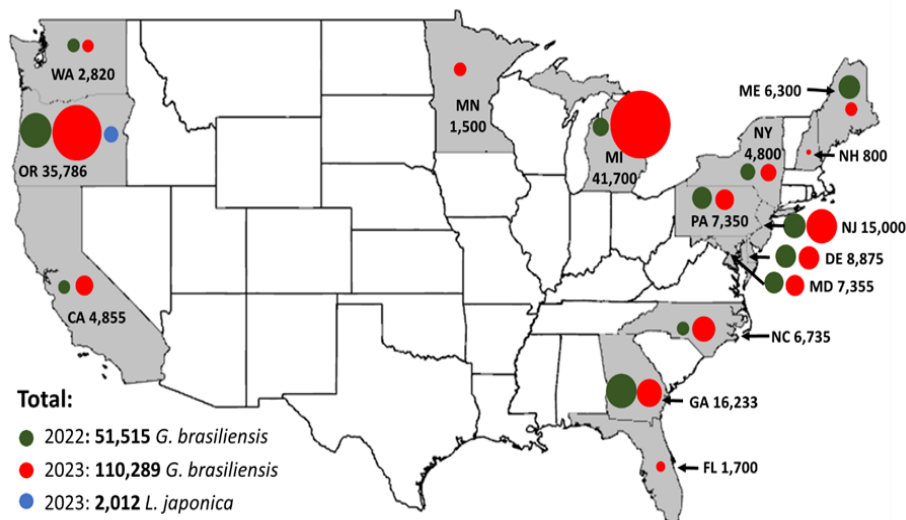 WA 2,820
OR 35,786
CA 4,855
MN
1,500
MI
41,700
ME 6,300
NY
4,800
NH 800
PA 7,350
NJ 15,000
DE 8,875
MD 7,355
NC 6,735
GA 16,233
FL 1,700
Total:
2022: 51,515 G. brasiliensis
2023: 110,289 G. brasiliensis
2023: 2,012 L. japonica